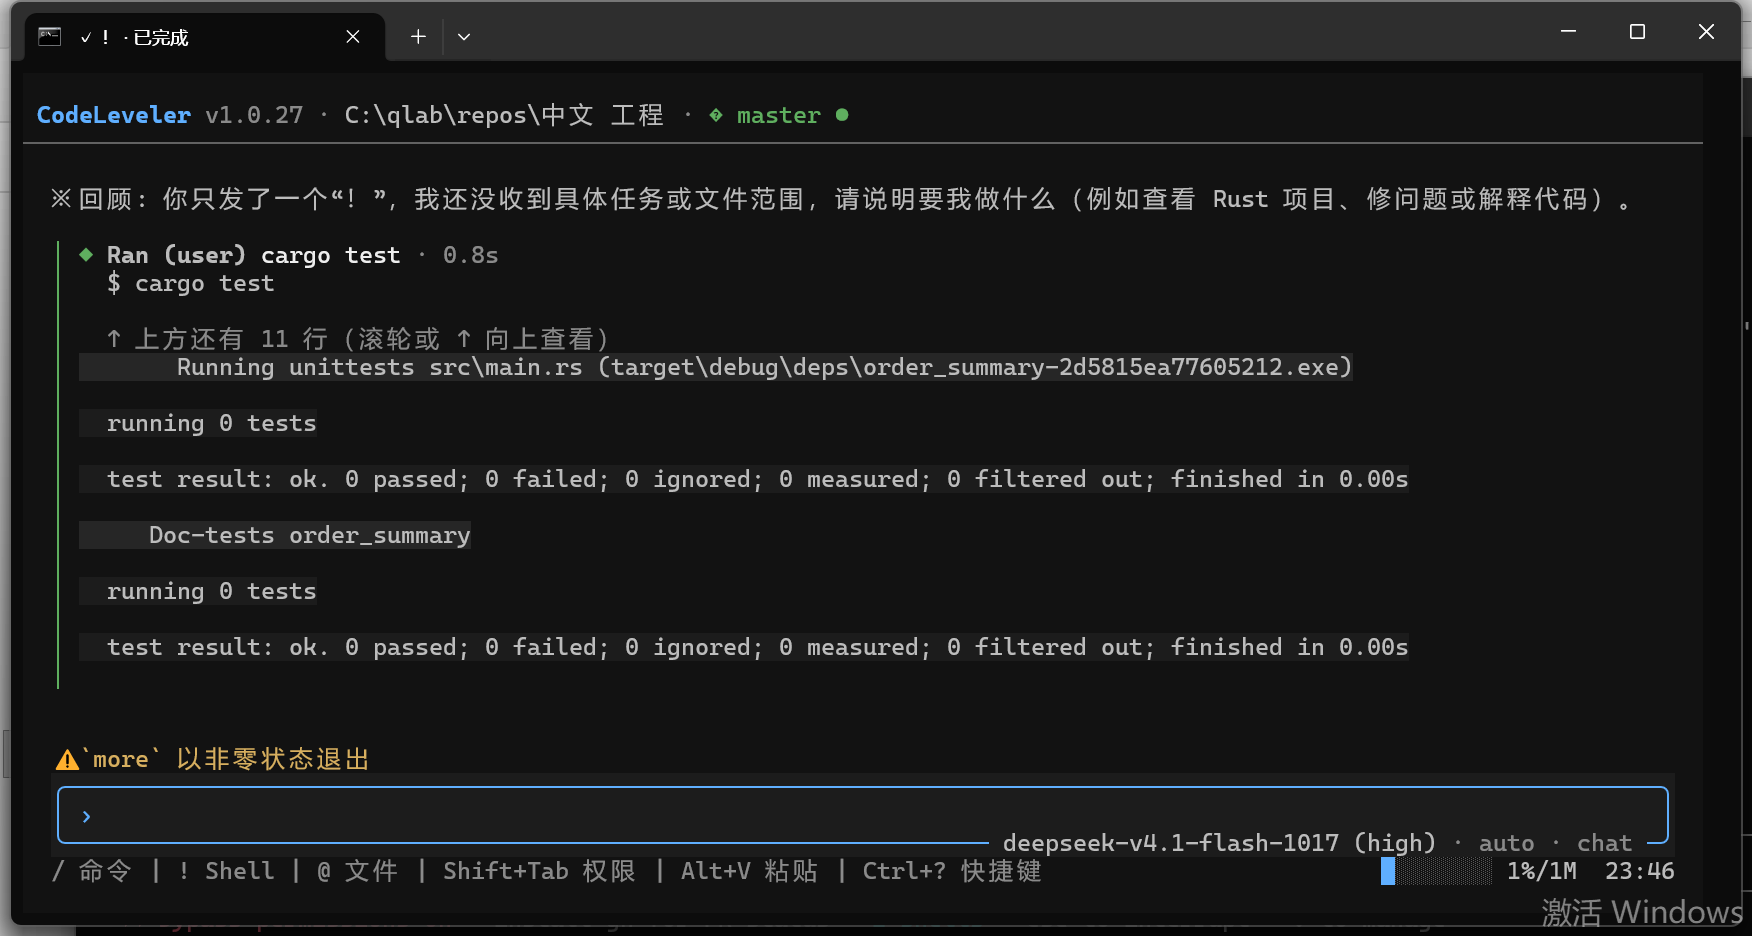 ✓ ! · 已完成
CodeLeveler v1.0.27 · C:\qlab\repos\中文 工程 · master ●
※ 回顾: 你只发了一个“! ”, 我还没收到具体任务或文件范围, 请说明要我做什么 (例如查看 Rust 项目、修问题或解释代码) 。
◆ Ran (user) cargo test · 0.8s
$ cargo test
↑ 上方还有 11 行 (滚轮或 ↑ 向上查看)
Running unittests src\main.rs (target\debug\deps\order_summary-2d5815ea77605212.exe)
running 0 tests
test result: ok. 0 passed; 0 failed; 0 ignored; 0 measured; 0 filtered out; finished in 0.00s
Doc-tests order_summary
running 0 tests
test result: ok. 0 passed; 0 failed; 0 ignored; 0 measured; 0 filtered out; finished in 0.00s
⚠`more` 以非零状态退出
›
deepseek-v4.1-flash-1017 (high) · auto · chat
/ 命令 | ! Shell | @ 文件 | Shift+Tab 权限 | Alt+V 粘贴 | Ctrl+? 快捷键 1%/1M 23:46
激活 Windows